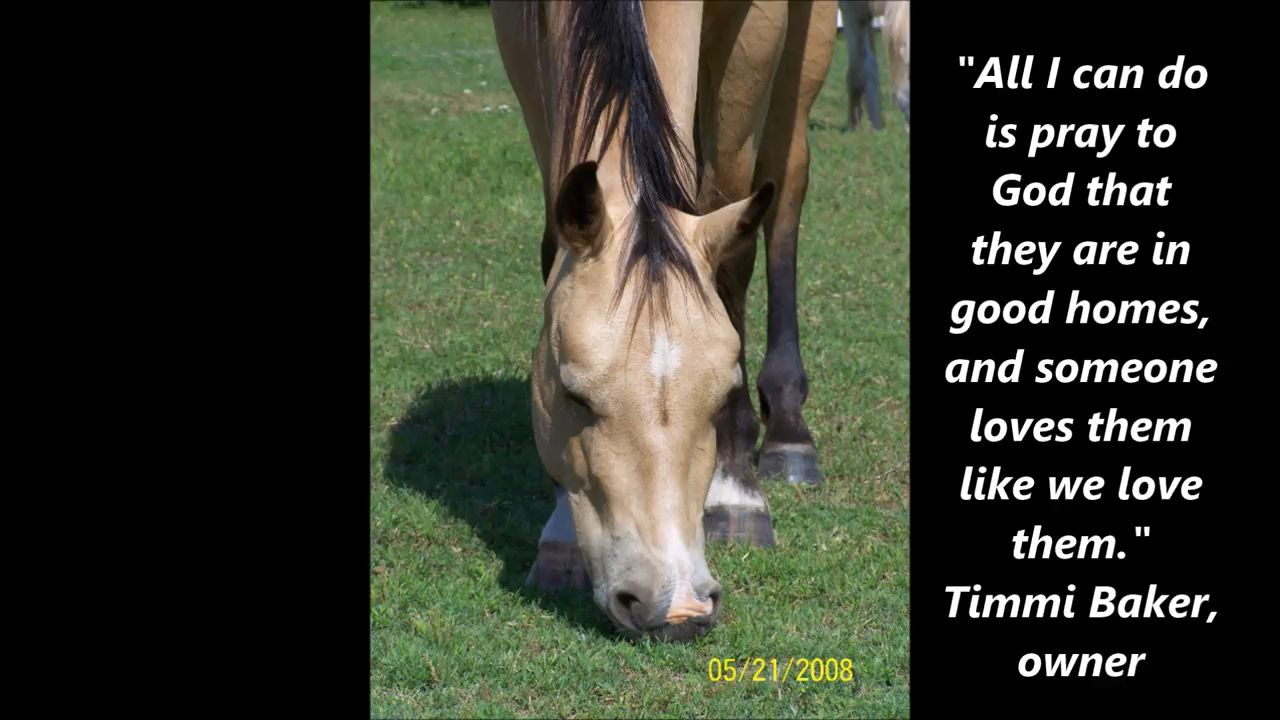 "All I can do
is pray to
God that
they are in
good homes,
and someone
loves them
like we love
them."
Timmi Baker,
owner
05/21/2008